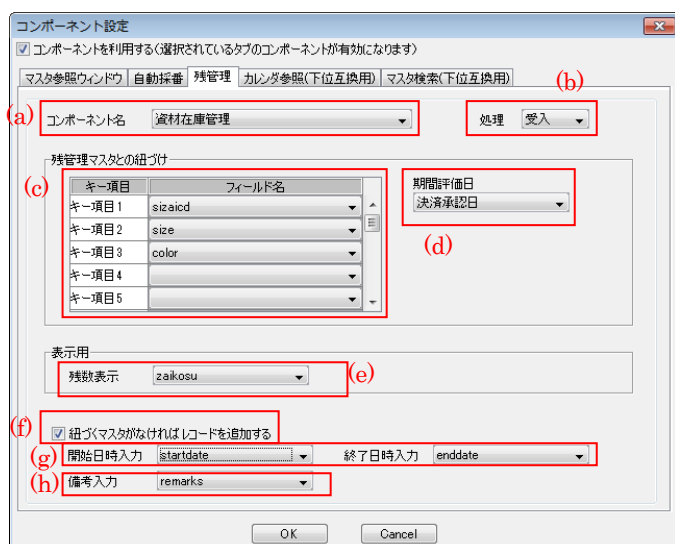 コンポーネント設定
コンポーネントを利用する(選択されているタブのコンポーネントが有効になります)
マスタ参照ウィンドウ 自動採番 残管理 カレンダ参照(下位互換用) マスタ検索(下位互換用)
(b)
(a) コンポーネント名 資材在庫管理 処理 受入
残管理マスタとの紐づけ
(c) キー項目 フィールド名 期間評価日
キー項目1 sizaicd 決済承認日
キー項目2 size
キー項目3 color (d)
キー項目4
キー項目5
表示用
残数表示 zaikosu (e)
(f) 紐づくマスタがなければレコードを追加する
(g) 開始日時入力 startdate 終了日時入力 enddate
(h) 備考入力 remarks
OK Cancel